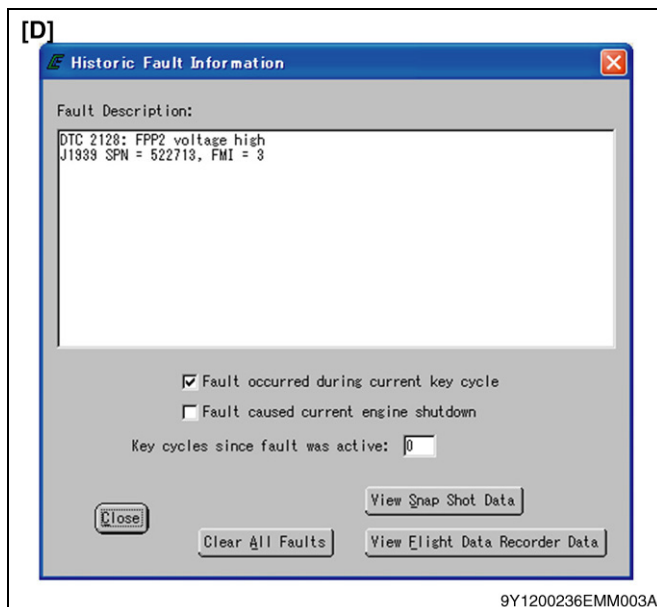 [D]
Historic Fault Information
Fault Description:
DTC 2128: FPP2 voltage high
J1939 SPN = 522713, FMI = 3
Fault occurred during current key cycle
Fault caused current engine shutdown
Key cycles since fault was active: 0
View Snap Shot Data
Close
Clear All Faults
View Flight Data Recorder Data
9Y1200236EMM003A